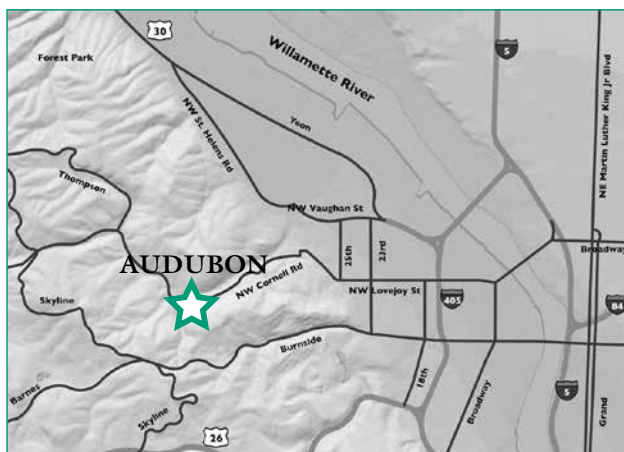 30
5
Forest Park
Willamette River
NE Martin Luther King Jr Blvd
NW St. Helens Rd
Yeon
Thompson
NW Vaughan St
25th
23rd
Broadway
AUDUBON
NW Cornell Rd
NW Lovejoy St
Skyline
405
84
Burnside
18th
Broadway
5
Barnes
Skyline
26
Grand